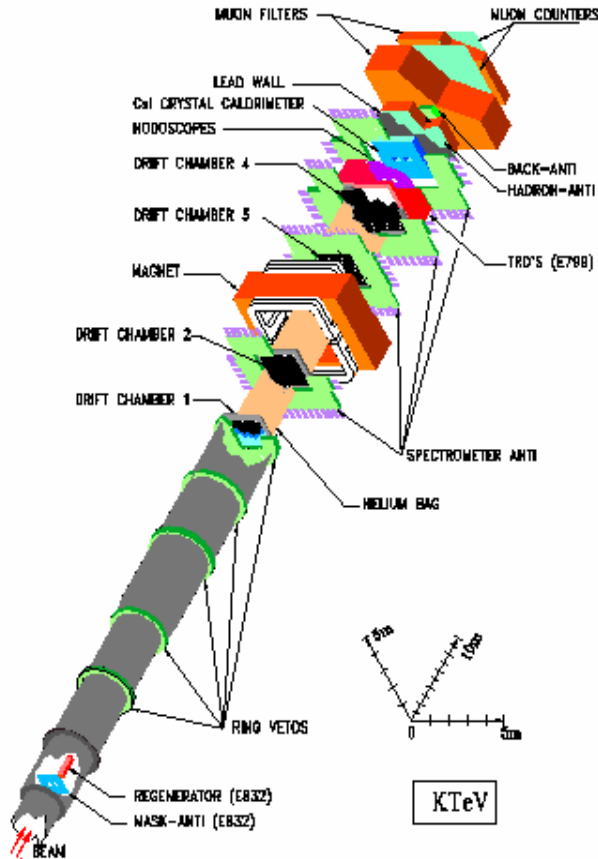 MUON FILTERS
MUON COUNTERS
LEAD WALL
CsI CRYSTAL CALORIMETER
HODOSCOPES
DRIFT CHAMBER 4
BACK-ANTI
HADRON-ANTI
DRIFT CHAMBER 3
TRD'S (E799)
MAGNET
DRIFT CHAMBER 2
DRIFT CHAMBER 1
SPECTROMETER ANTI
HELIUM BAG
5m
10m
0
5m
RING VETOS
REGENERATOR (E832)
MASK-ANTI (E832)
BEAM
KTeV